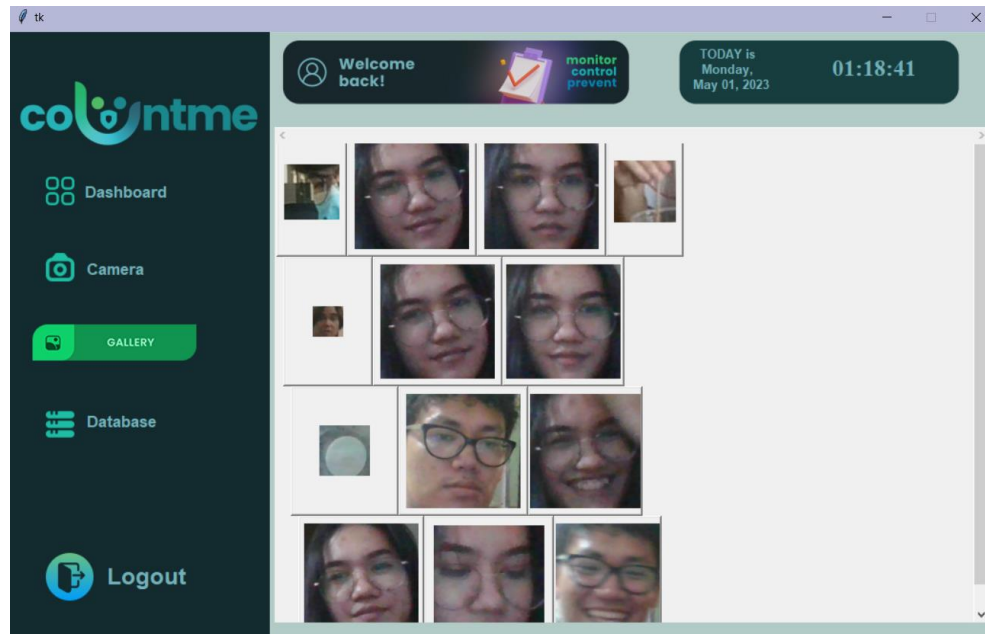 tk
countme
Welcome
back!
monitor
control
prevent
TODAY is
Monday,
May 01, 2023
01:18:41
Dashboard
Camera
GALLERY
Database
Logout